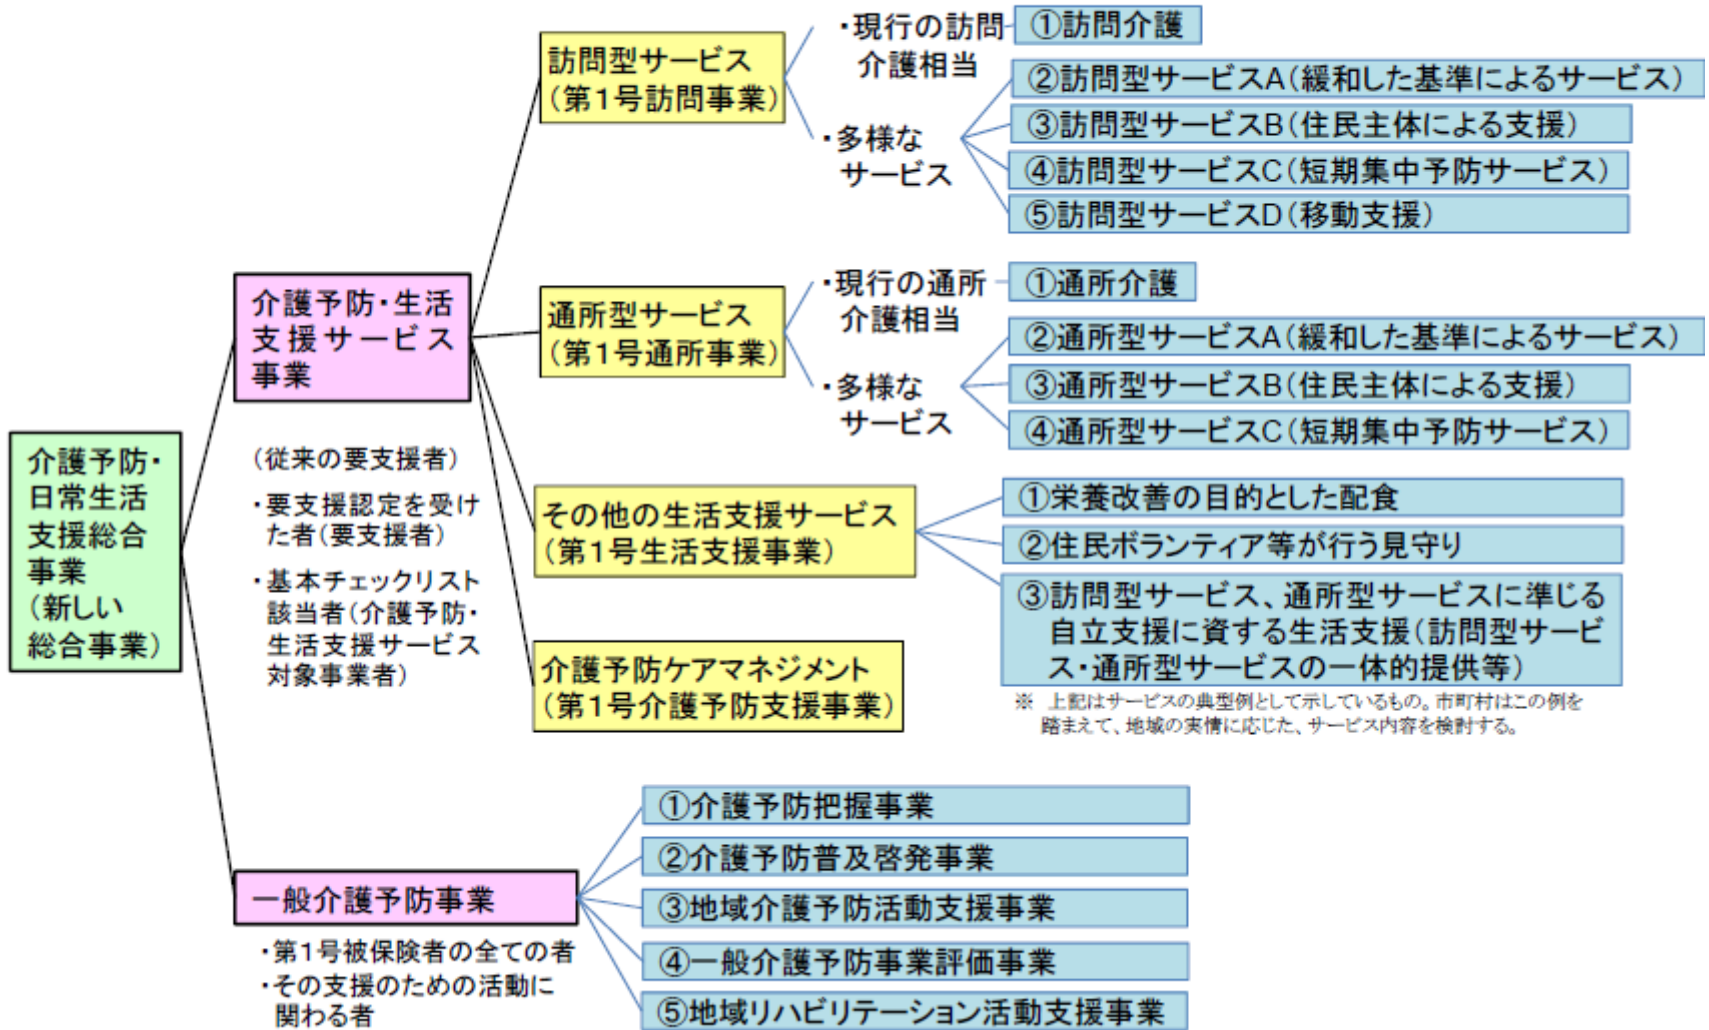 介護予防・
日常生活
支援総合
事業
（新しい
総合事業）
介護予防・生活
支援サービス
事業
（従来の要支援者）
・要支援認定を受け
た者（要支援者）
・基本チェックリスト
該当者（介護予防・
生活支援サービス
対象事業者）
訪問型サービス
（第１号訪問事業）
・現行の訪問
介護相当
①訪問介護
・多様な
サービス
②訪問型サービスA（緩和した基準によるサービス）
③訪問型サービスB（住民主体による支援）
④訪問型サービスC（短期集中予防サービス）
⑤訪問型サービスD（移動支援）
通所型サービス
（第１号通所事業）
・現行の通所
介護相当
①通所介護
・多様な
サービス
②通所型サービスA（緩和した基準によるサービス）
③通所型サービスB（住民主体による支援）
④通所型サービスC（短期集中予防サービス）
その他の生活支援サービス
（第１号生活支援事業）
①栄養改善の目的とした配食
②住民ボランティア等が行う見守り
③訪問型サービス、通所型サービスに準じる
自立支援に資する生活支援（訪問型サービ
ス・通所型サービスの一体的提供等）
※　上記はサービスの典型例として示しているもの。市町村はこの例を
踏まえて、地域の実情に応じた、サービス内容を検討する。
介護予防ケアマネジメント
（第１号介護予防支援事業）
一般介護予防事業
・第１号被保険者の全ての者
・その支援のための活動に
関わる者
①介護予防把握事業
②介護予防普及啓発事業
③地域介護予防活動支援事業
④一般介護予防事業評価事業
⑤地域リハビリテーション活動支援事業